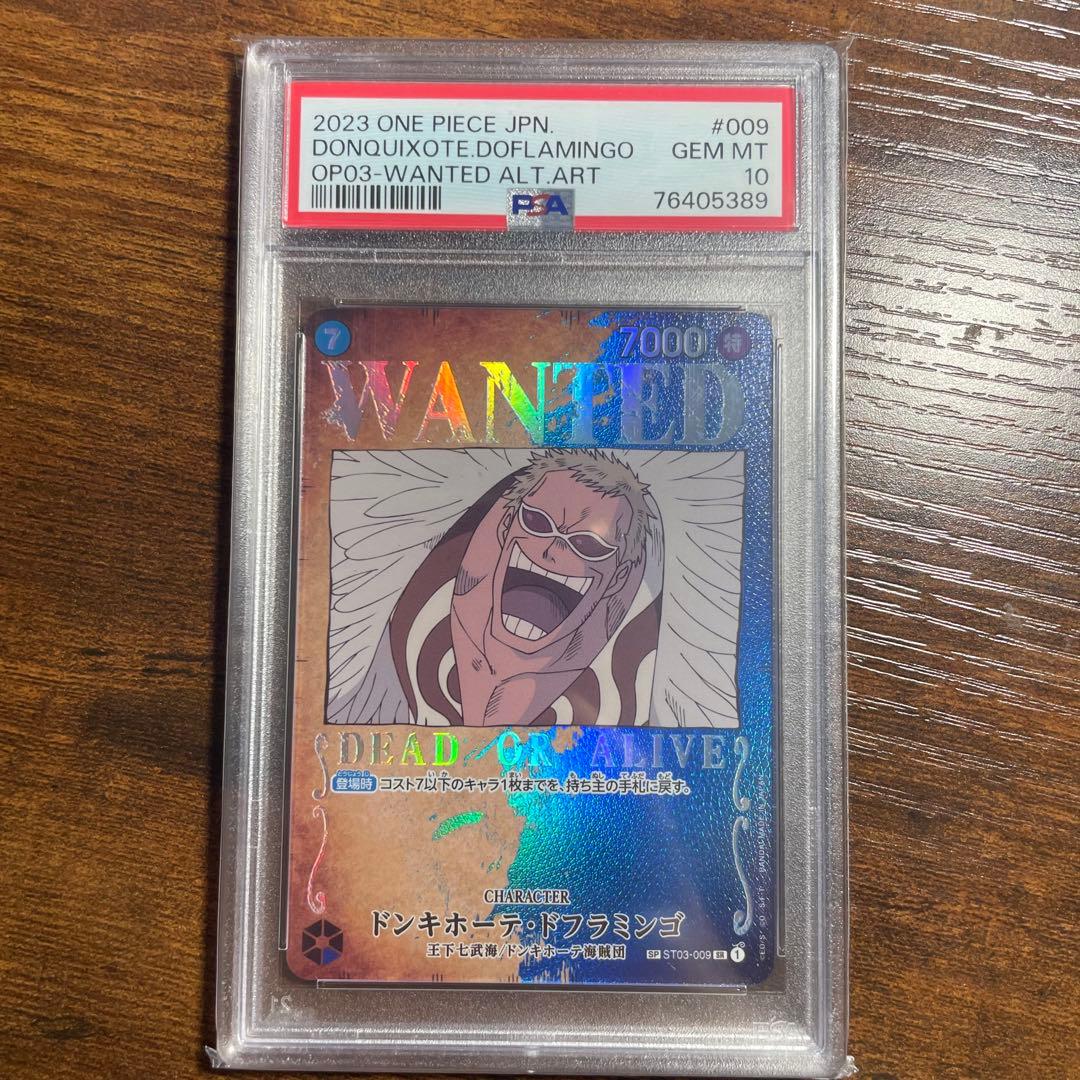 2023 ONE PIECE JPN. #009
DONQUIXOTE.DOFLAMINGO GEM MT
OP03-WANTED ALT.ART 10
PSA 76405389
7 7000 特
WANTED
DEAD OR ALIVE
登場時 コスト7以下のキャラ1枚までを、持ち主の手札に戻す。
CHARACTER
ドンキホーテ・ドフラミンゴ
王下七武海/ドンキホーテ海賊団
SP ST03-009 SR 1